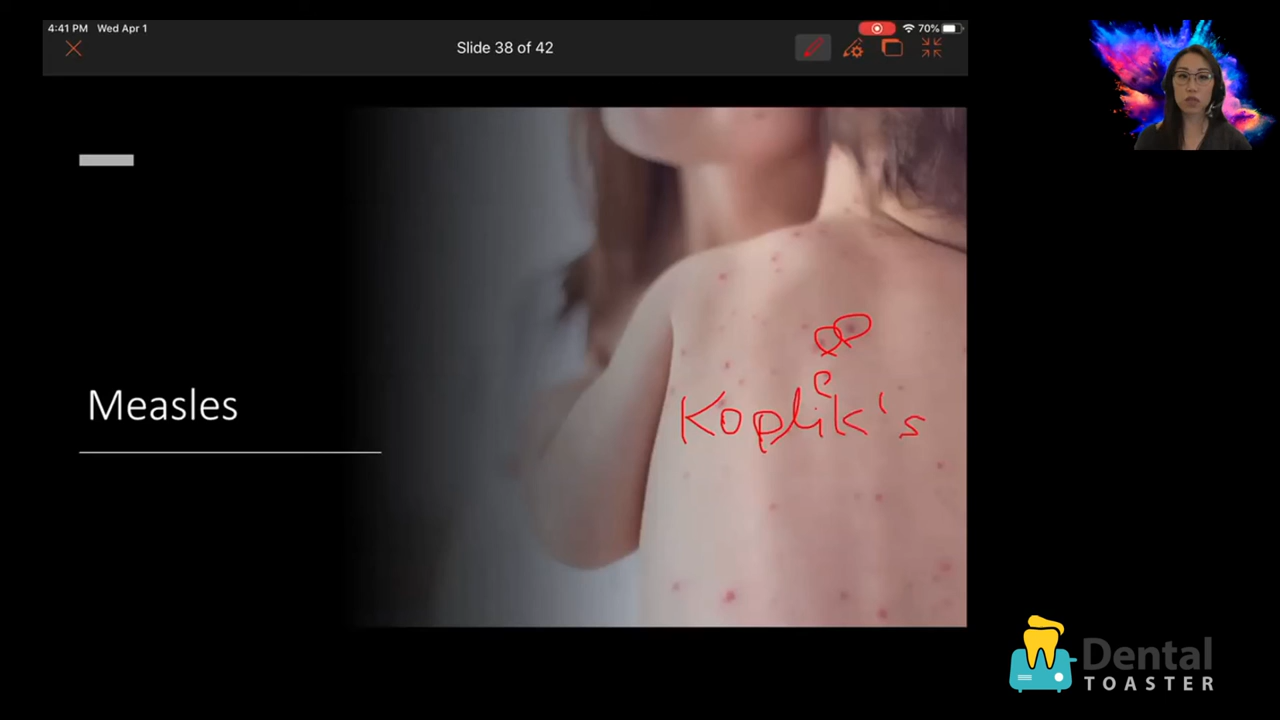 4:41 PM Wed Apr 1
70%
Slide 38 of 42
Measles
Koplik's
Dental
TOASTER